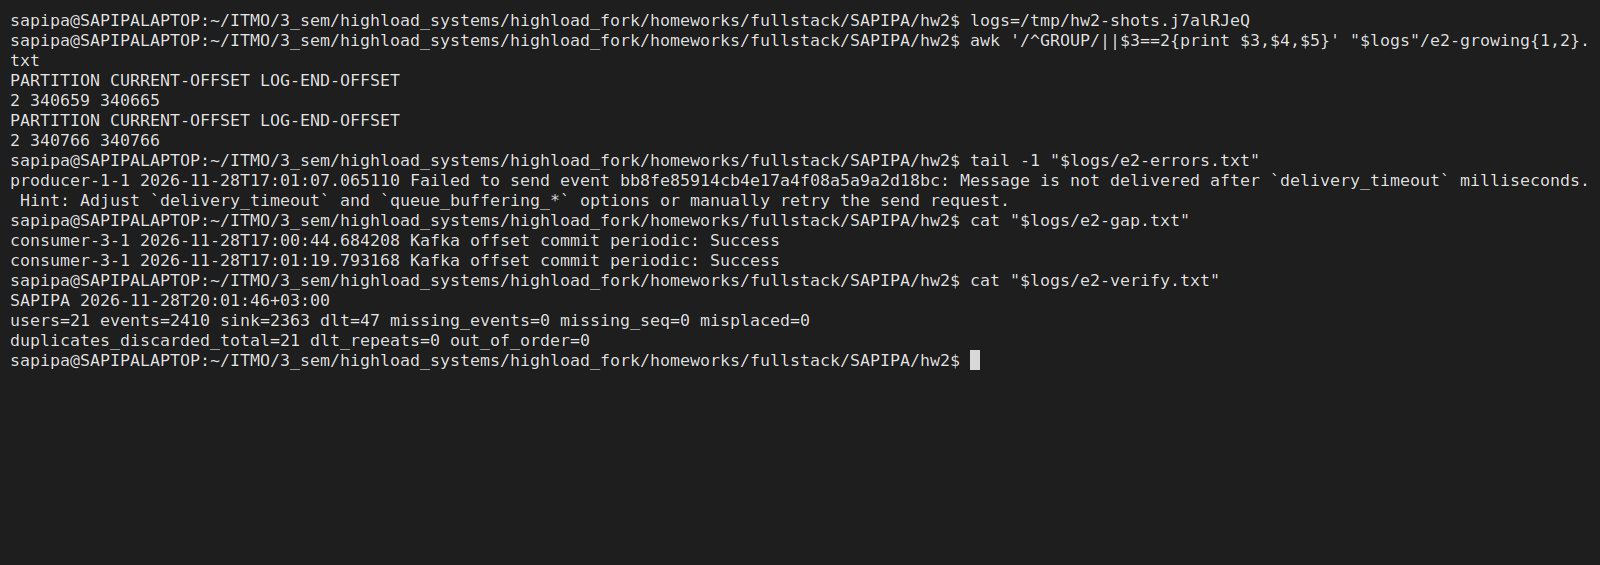 sapipa@SAPIPALAPTOP:~/ITMO/3_sem/highload_systems/highload_fork/homeworks/fullstack/SAPIPA/hw2$ logs=/tmp/hw2-shots.j7alRJeQ
sapipa@SAPIPALAPTOP:~/ITMO/3_sem/highload_systems/highload_fork/homeworks/fullstack/SAPIPA/hw2$ awk '/^GROUP/||$3==2{print $3,$4,$5}' "$logs"/e2-growing{1,2}.
txt
PARTITION CURRENT-OFFSET LOG-END-OFFSET
2 340659 340665
PARTITION CURRENT-OFFSET LOG-END-OFFSET
2 340766 340766
sapipa@SAPIPALAPTOP:~/ITMO/3_sem/highload_systems/highload_fork/homeworks/fullstack/SAPIPA/hw2$ tail -1 "$logs/e2-errors.txt"
producer-1-1 2026-11-28T17:01:07.065110 Failed to send event bb8fe85914cb4e17a4f08a5a9a2d18bc: Message is not delivered after `delivery_timeout` milliseconds.
 Hint: Adjust `delivery_timeout` and `queue_buffering_*` options or manually retry the send request.
sapipa@SAPIPALAPTOP:~/ITMO/3_sem/highload_systems/highload_fork/homeworks/fullstack/SAPIPA/hw2$ cat "$logs/e2-gap.txt"
consumer-3-1 2026-11-28T17:00:44.684208 Kafka offset commit periodic: Success
consumer-3-1 2026-11-28T17:01:19.793168 Kafka offset commit periodic: Success
sapipa@SAPIPALAPTOP:~/ITMO/3_sem/highload_systems/highload_fork/homeworks/fullstack/SAPIPA/hw2$ cat "$logs/e2-verify.txt"
SAPIPA 2026-11-28T20:01:46+03:00
users=21 events=2410 sink=2363 dlt=47 missing_events=0 missing_seq=0 misplaced=0
duplicates_discarded_total=21 dlt_repeats=0 out_of_order=0
sapipa@SAPIPALAPTOP:~/ITMO/3_sem/highload_systems/highload_fork/homeworks/fullstack/SAPIPA/hw2$